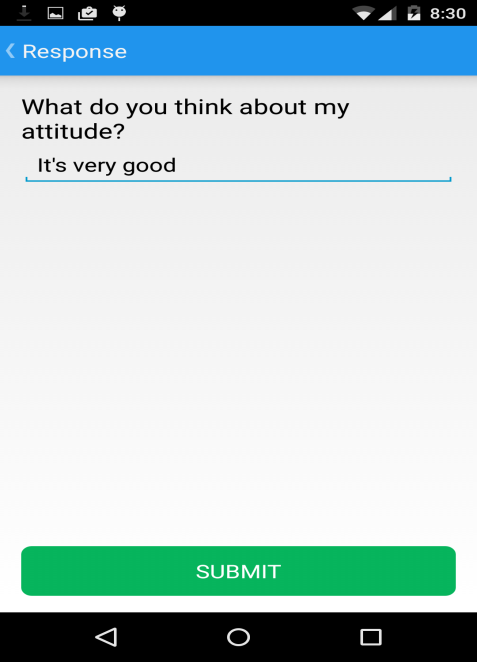 8:30
Response
What do you think about my
attitude?
It's very good
SUBMIT